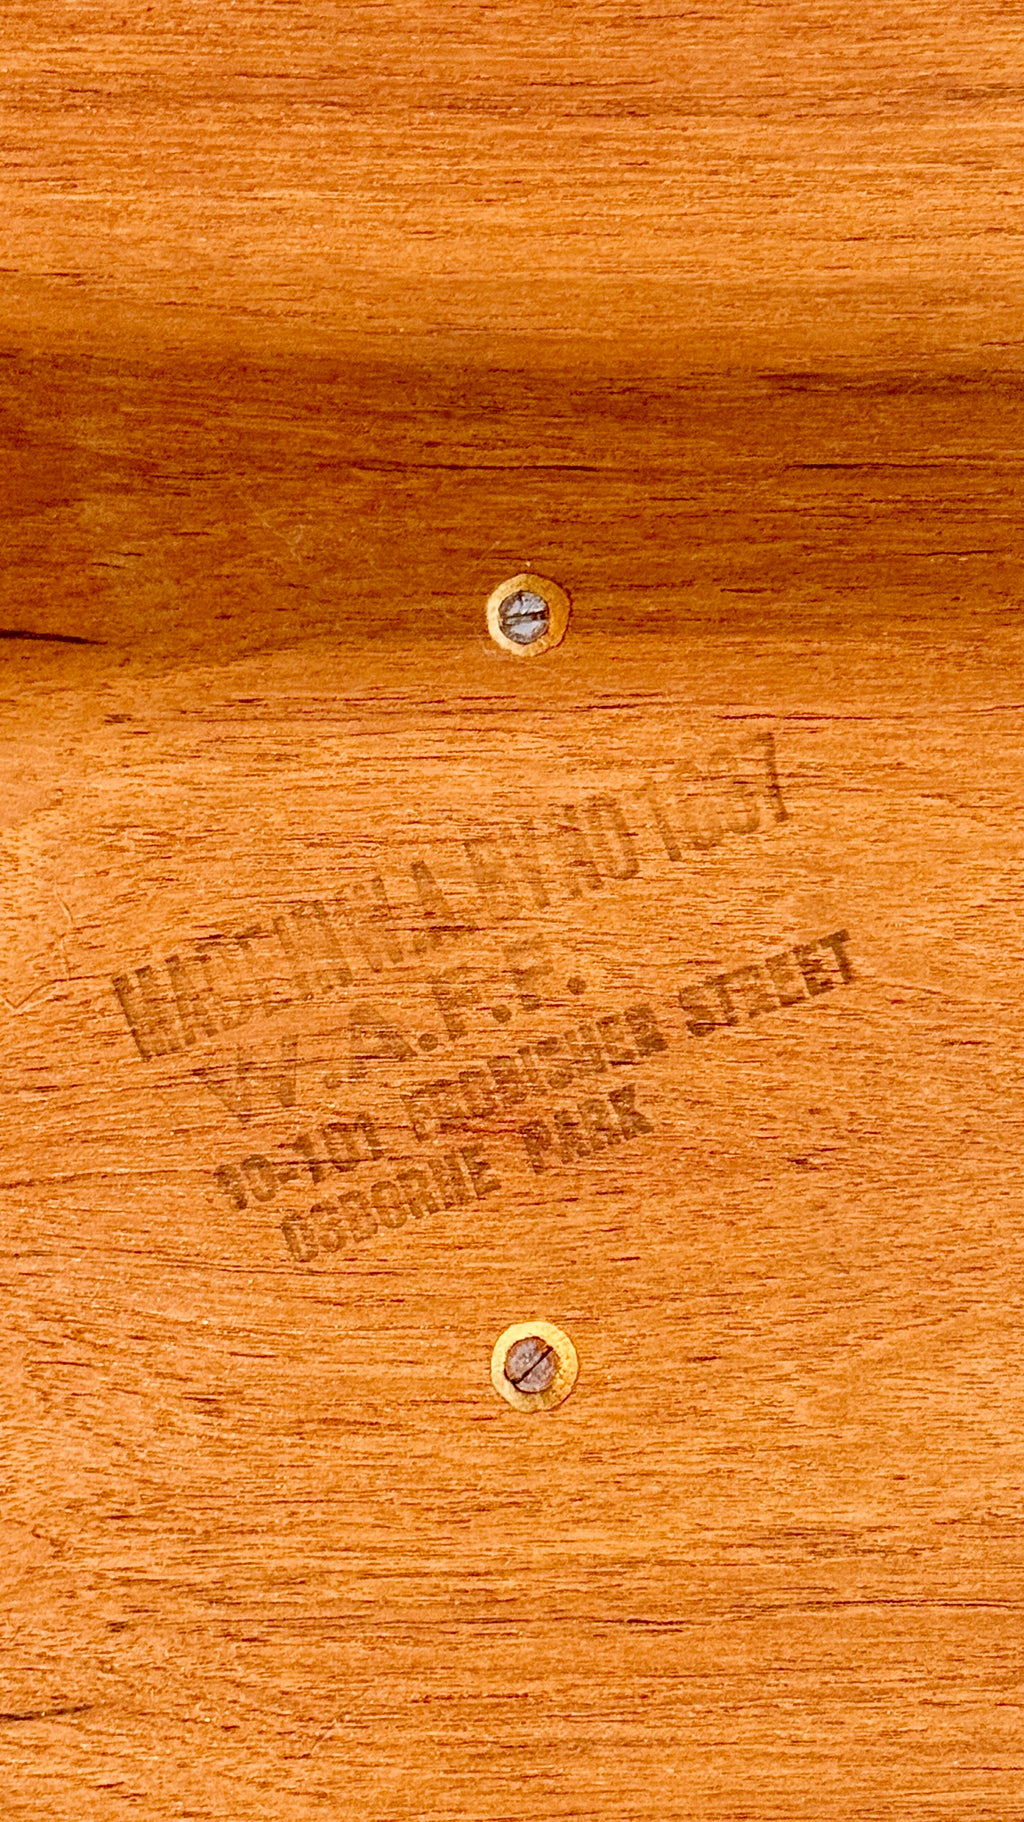 MADE IN W.A. BY NO 1037
W.A.F.F.
10-101 FROBISHER STREET
OSBORNE PARK